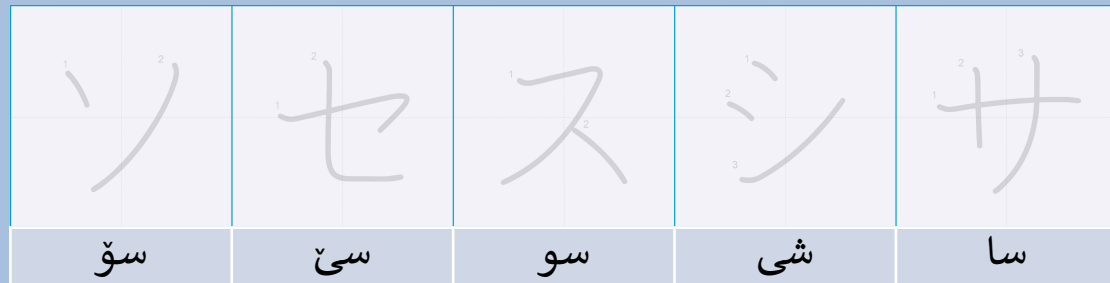 サ シ ス セ ソ
سا شی سو سێ سۆ